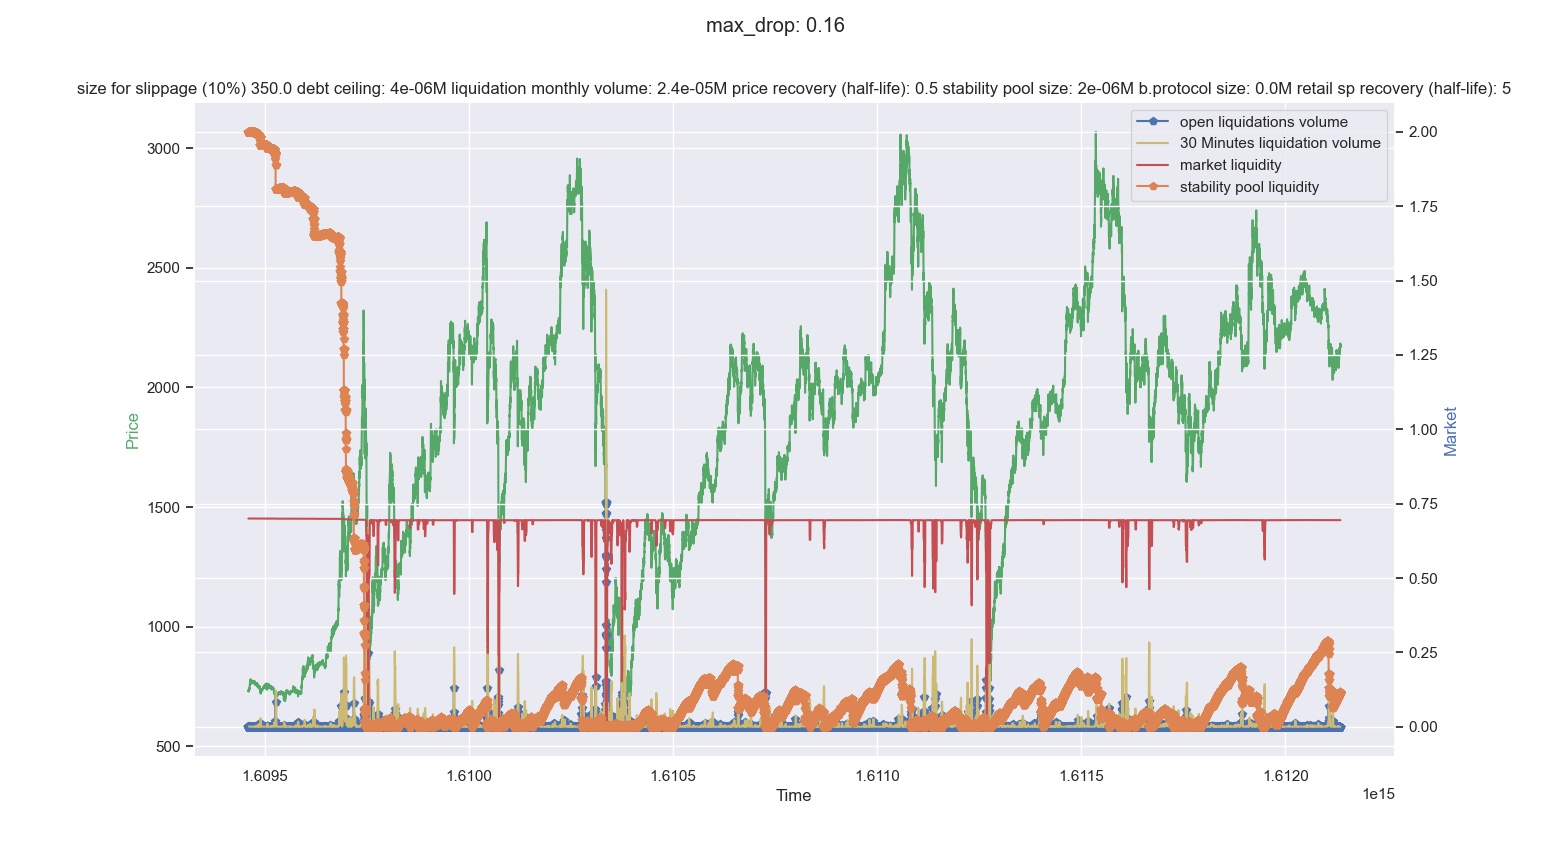 max_drop: 0.16
size for slippage (10%) 350.0 debt ceiling: 4e-06M liquidation monthly volume: 2.4e-05M price recovery (half-life): 0.5 stability pool size: 2e-06M b.protocol size: 0.0M retail sp recovery (half-life): 5
open liquidations volume
30 Minutes liquidation volume
market liquidity
stability pool liquidity
3000
2500
2000
1500
1000
500
Price
2.00
1.75
1.50
1.25
1.00
0.75
0.50
0.25
0.00
Market
1.6095 1.6100 1.6105 1.6110 1.6115 1.6120
Time
1e15